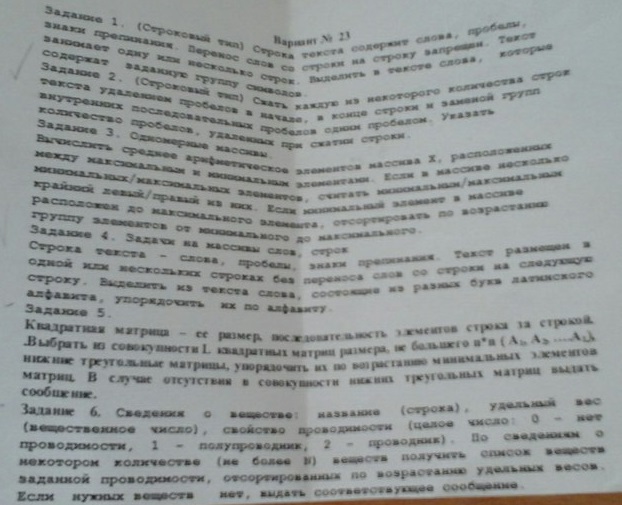 Вариант № 23
Задание 1. (Строковый тип) Строка текста содержит слова, пробелы,
знаки препинания. Перенос слов со строки на строку запрещен. Текст
занимает одну или несколько строк. Выделить в тексте слова, которые
содержат заданную группу символов.
Задание 2. (Строковый тип) Сжать каждую из некоторого количества строк
текста удалением пробелов в начале, в конце строки и заменой групп
внутренних последовательных пробелов одним пробелом. Указать
количество пробелов, удаленных при сжатии строки.
Задание 3. Одномерные массивы.
Вычислить среднее арифметическое элементов массива X, расположенных
между максимальным и минимальным элементами. Если в массиве несколько
минимальных/максимальных элементов, считать минимальным/максимальным
крайний левый/правый из них. Если минимальный элемент в массиве
расположен до максимального элемента, отсортировать по возрастанию
группу элементов от минимального до максимального.
Задание 4. Задачи на массивы слов, строк
Строка текста – слова, пробелы, знаки препинания. Текст размещен в
одной или нескольких строках без переноса слов со строки на следующую
строку. Выделить из текста слова, состоящие из разных букв латинского
алфавита, упорядочить их по алфавиту.
Задание 5.
Квадратная матрица – ее размер, последовательность элементов строка за строкой.
.Выбрать из совокупности L квадратных матриц размера, не большего n*n ( A1, A2, ....,AL),
нижние треугольные матрицы, упорядочить их по возрастанию минимальных элементов
матриц. В случае отсутствия в совокупности нижних треугольных матриц выдать
сообщение.
Задание 6. Сведения о веществе: название (строка), удельный вес
(вещественное число), свойство проводимости (целое число: 0 – нет
проводимости, 1 – полупроводник, 2 – проводник). По сведениям о
некотором количестве (не более N) веществ получить список веществ
заданной проводимости, отсортированных по возрастанию удельных весов.
Если нужных веществ нет, выдать соответствующее сообщение.